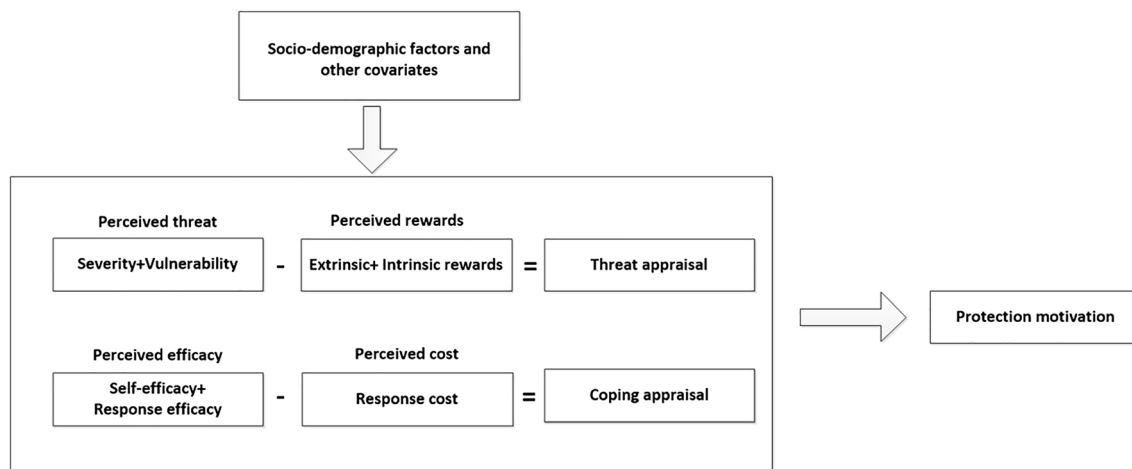 Socio-demographic factors and
other covariates
Perceived threat
Perceived rewards
Severity+Vulnerability
-
Extrinsic+ Intrinsic rewards
=
Threat appraisal
Protection motivation
Perceived efficacy
Perceived cost
Self-efficacy+
Response efficacy
-
Response cost
=
Coping appraisal